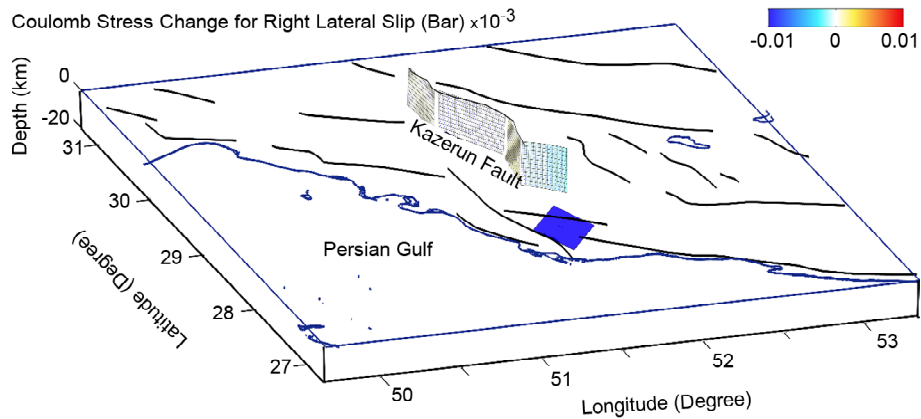 Coulomb Stress Change for Right Lateral Slip (Bar) ×10⁻³
-0.01 0 0.01
Depth (km)
0
-20
31
30
29
28
27
Latitude (Degree)
Kazerun Fault
Persian Gulf
50 51 52 53
Longitude (Degree)